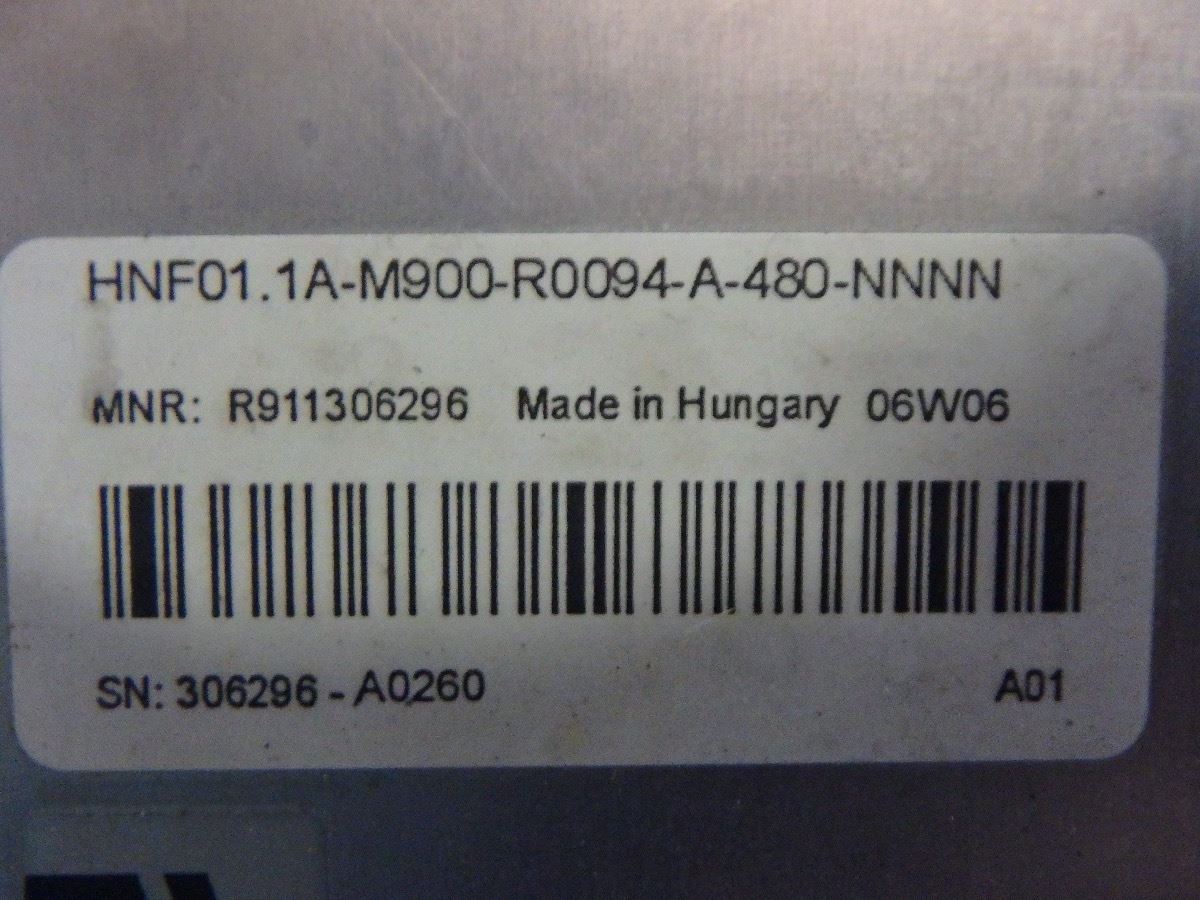 HNF01.1A-M900-R0094-A-480-NNNN
MNR: R911306296 Made in Hungary 06W06
SN: 306296 - A0260 A01